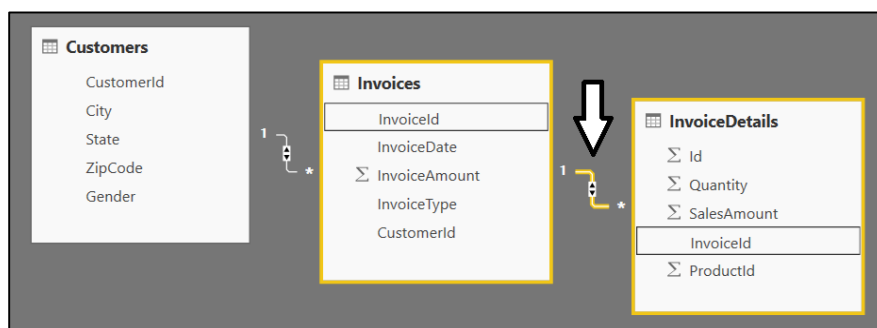 Customers
CustomerId
City
State
ZipCode
Gender
1
*
Invoices
InvoiceId
InvoiceDate
Σ InvoiceAmount
InvoiceType
CustomerId
1
*
InvoiceDetails
Σ Id
Σ Quantity
Σ SalesAmount
InvoiceId
Σ ProductId